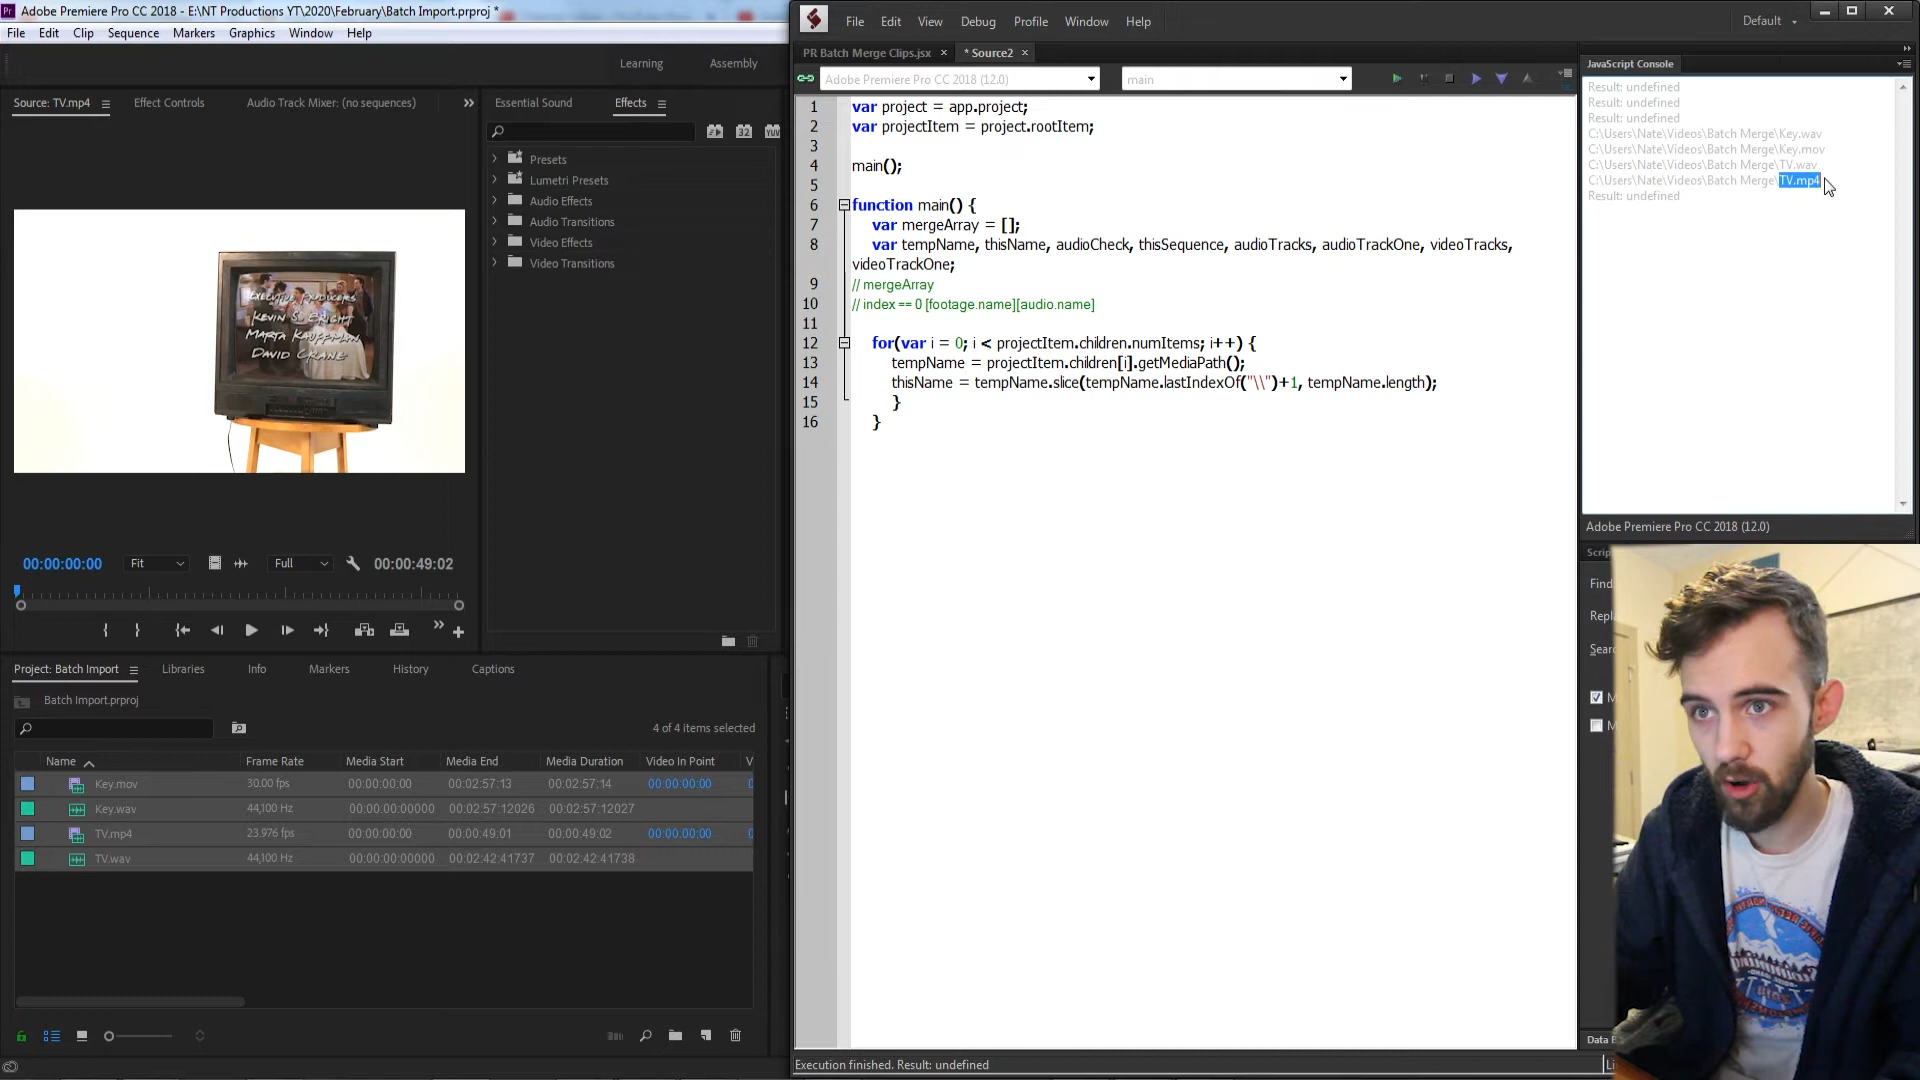 Adobe Premiere Pro CC 2018 - E:\NT Productions YT\2020\February\Batch Import.prproj *
File Edit Clip Sequence Markers Graphics Window Help
Learning Assembly
Source: TV.mp4 Effect Controls Audio Track Mixer: (no sequences)
EXECUTIVE PRODUCERS
KEVIN S. BRIGHT
MARTA KAUFFMAN
DAVID CRANE
00:00:00:00 Fit Full 00:00:49:02
Essential Sound Effects
Presets
Lumetri Presets
Audio Effects
Audio Transitions
Video Effects
Video Transitions
Project: Batch Import Libraries Info Markers History Captions
Batch Import.prproj
4 of 4 items selected
Name Frame Rate Media Start Media End Media Duration Video In Point V
Key.mov 30.00 fps 00:00:00:00 00:02:57:13 00:02:57:14 00:00:00:00
Key.wav 44,100 Hz 00:00:00:00000 00:02:57:12026 00:02:57:12027
TV.mp4 23.976 fps 00:00:00:00 00:00:49:01 00:00:49:02 00:00:00:00
TV.wav 44,100 Hz 00:00:00:00000 00:02:42:41737 00:02:42:41738
File Edit View Debug Profile Window Help Default
PR Batch Merge Clips.jsx * Source2
Adobe Premiere Pro CC 2018 (12.0) main
1 var project = app.project;
2 var projectItem = project.rootItem;
3
4 main();
5
6 function main() {
7 var mergeArray = [];
8 var tempName, thisName, audioCheck, thisSequence, audioTracks, audioTrackOne, videoTracks,
videoTrackOne;
9 // mergeArray
10 // index == 0 [footage.name][audio.name]
11
12 for(var i = 0; i < projectItem.children.numItems; i++) {
13 tempName = projectItem.children[i].getMediaPath();
14 thisName = tempName.slice(tempName.lastIndexOf("\\")+1, tempName.length);
15 }
16 }
Execution finished. Result: undefined
JavaScript Console
Result: undefined
Result: undefined
Result: undefined
C:\Users\Nate\Videos\Batch Merge\Key.wav
C:\Users\Nate\Videos\Batch Merge\Key.mov
C:\Users\Nate\Videos\Batch Merge\TV.wav
C:\Users\Nate\Videos\Batch Merge\TV.mp4
Result: undefined
Adobe Premiere Pro CC 2018 (12.0)
Find